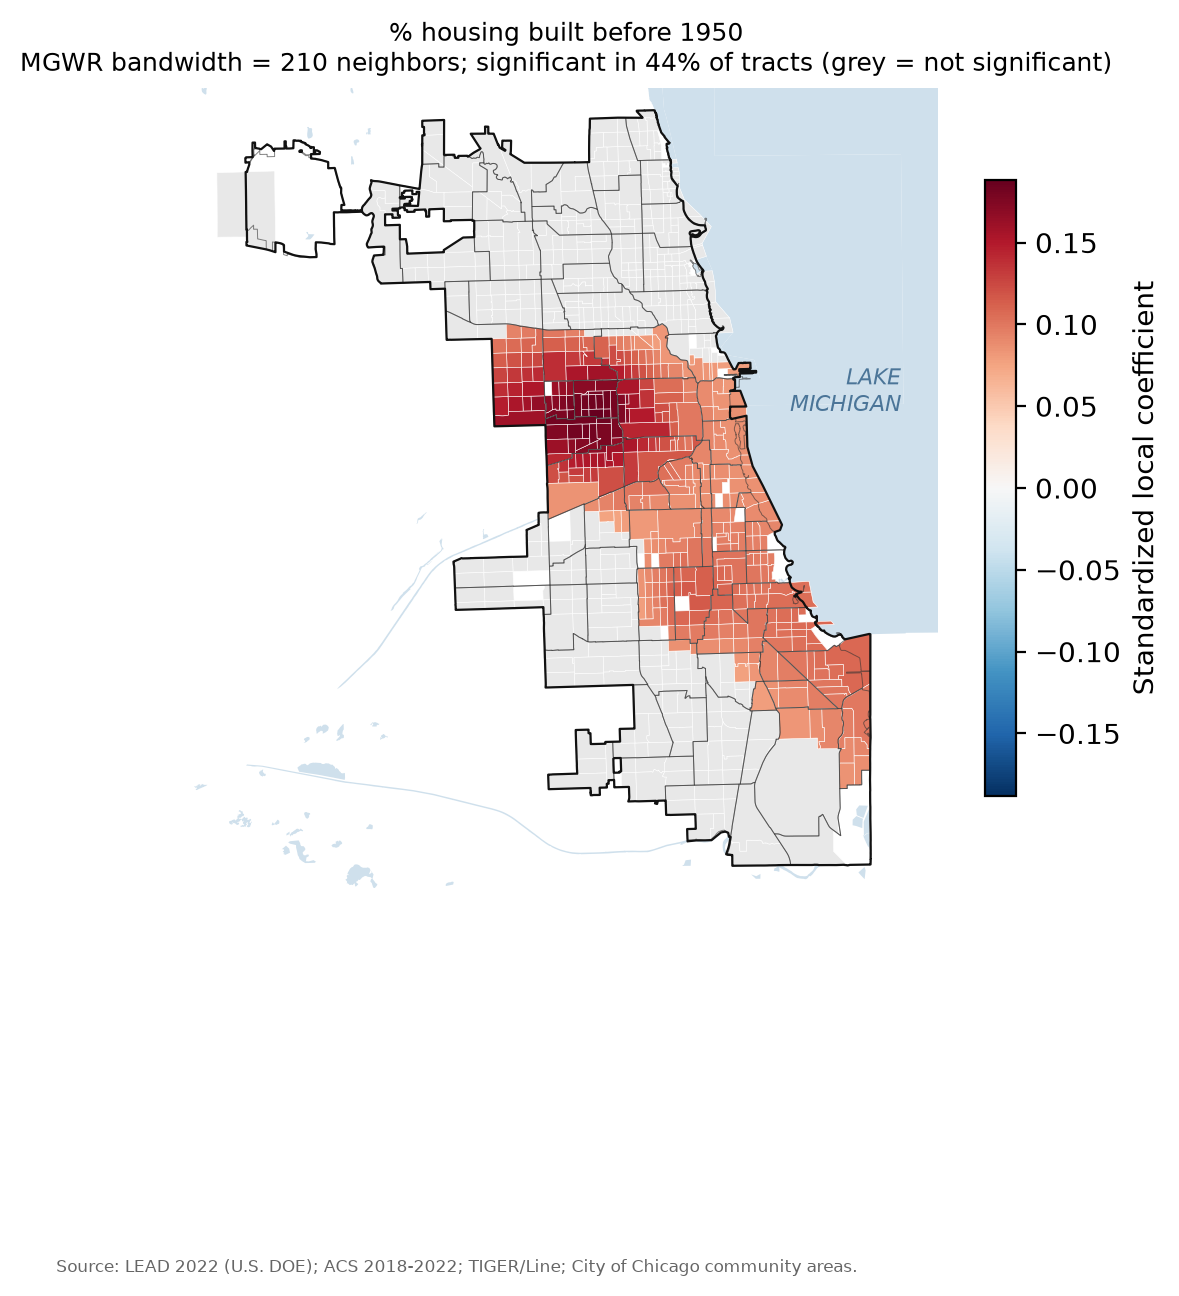 % housing built before 1950
MGWR bandwidth = 210 neighbors; significant in 44% of tracts (grey = not significant)
LAKE
MICHIGAN
0.15
0.10
0.05
0.00
−0.05
−0.10
−0.15
Standardized local coefficient
Source: LEAD 2022 (U.S. DOE); ACS 2018-2022; TIGER/Line; City of Chicago community areas.